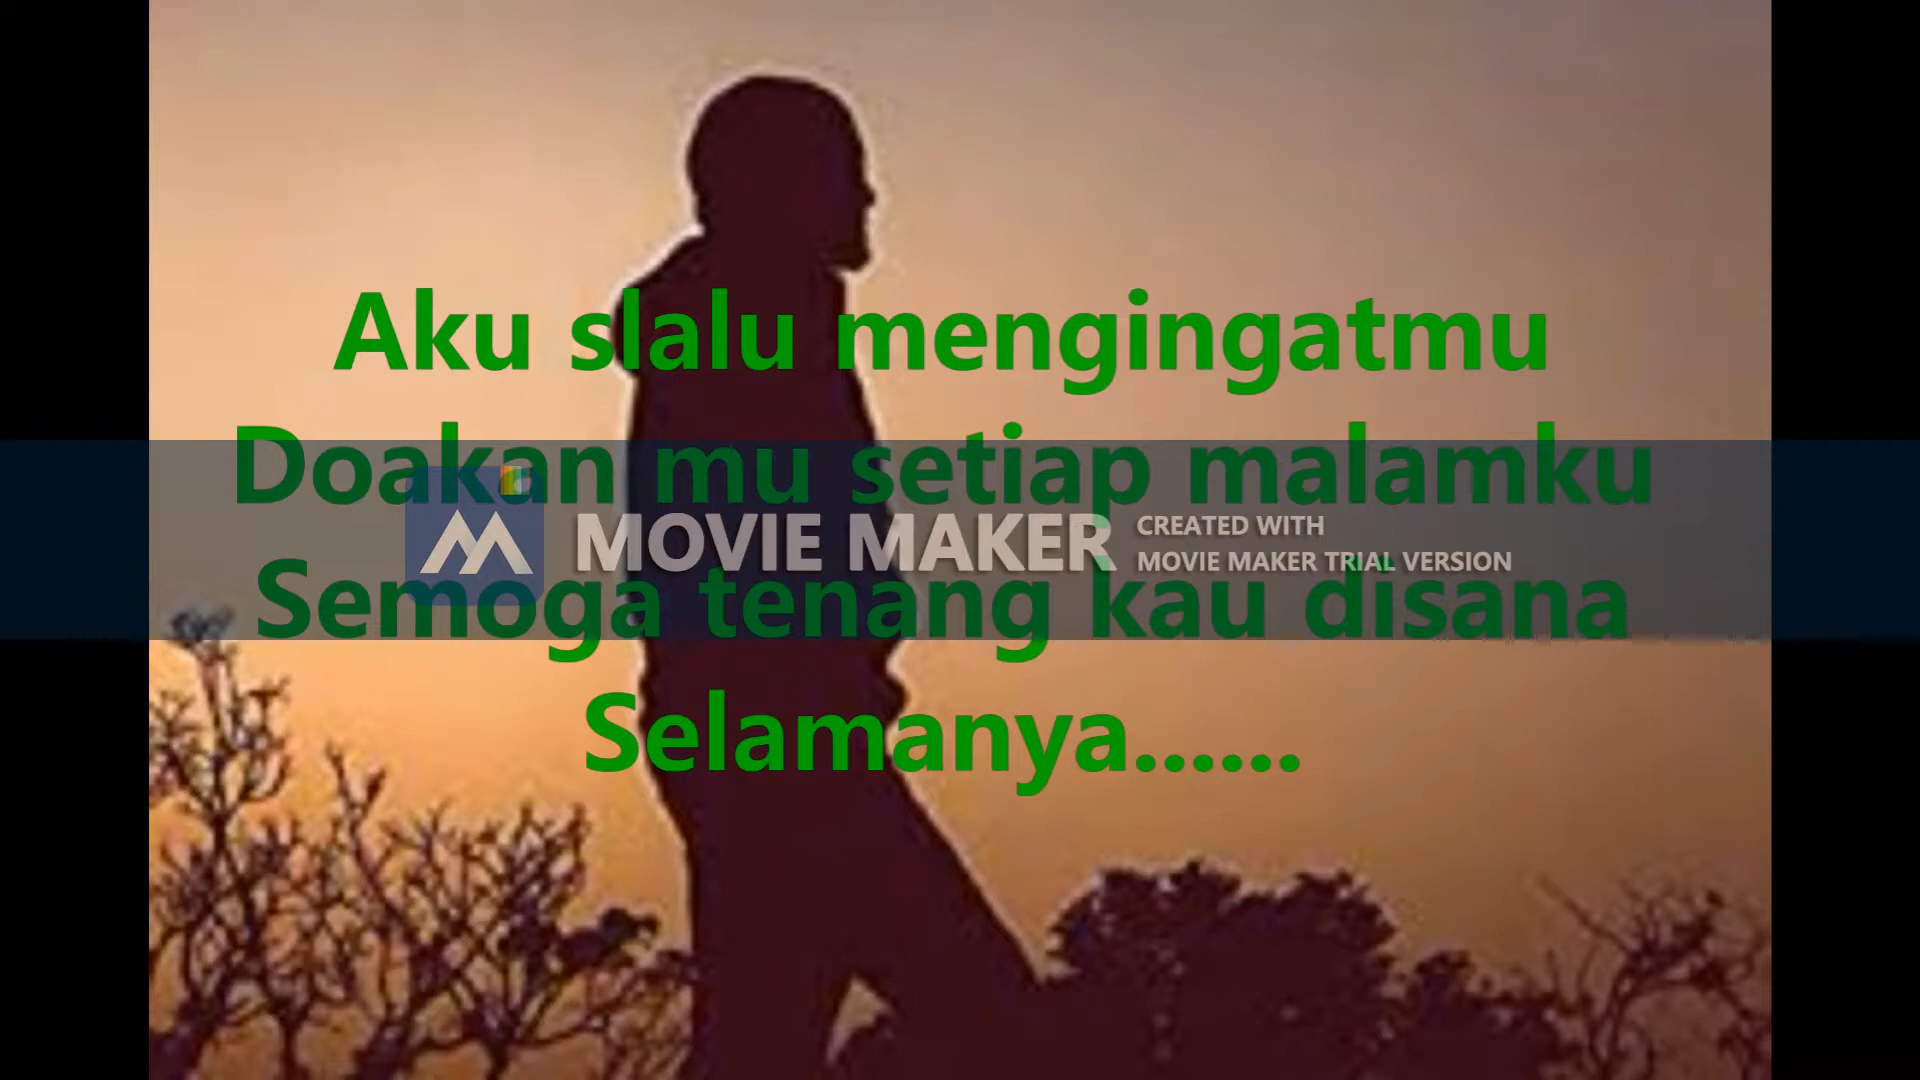 Aku slalu mengingatmu
Doakan mu setiap malamku
MOVIE MAKER
CREATED WITH
MOVIE MAKER TRIAL VERSION
Semoga tenang kau disana
Selamanya......